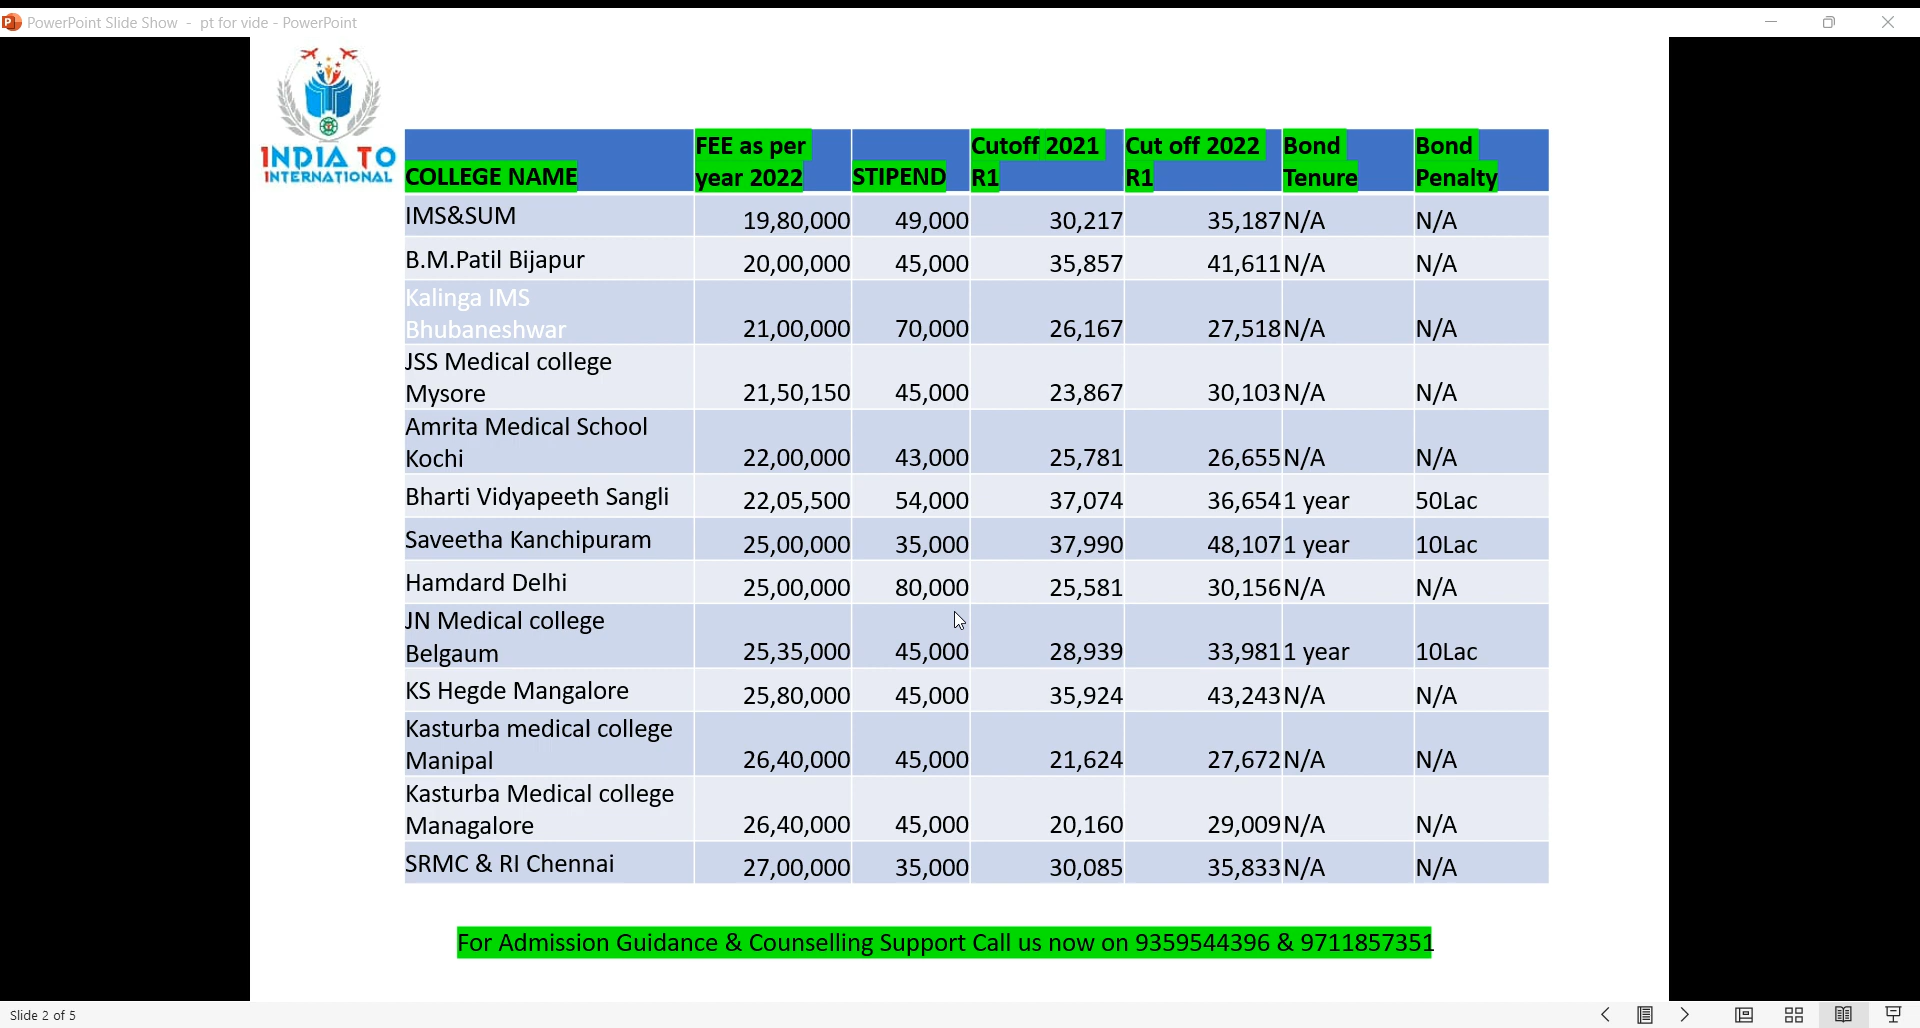 PowerPoint Slide Show - pt for vide - PowerPoint
INDIA TO
INTERNATIONAL
COLLEGE NAME FEE as per year 2022 STIPEND Cutoff 2021 R1 Cut off 2022 R1 Bond Tenure Bond Penalty
IMS&SUM 19,80,000 49,000 30,217 35,187 N/A N/A
B.M.Patil Bijapur 20,00,000 45,000 35,857 41,611 N/A N/A
Kalinga IMS
Bhubaneshwar 21,00,000 70,000 26,167 27,518 N/A N/A
JSS Medical college
Mysore 21,50,150 45,000 23,867 30,103 N/A N/A
Amrita Medical School
Kochi 22,00,000 43,000 25,781 26,655 N/A N/A
Bharti Vidyapeeth Sangli 22,05,500 54,000 37,074 36,654 1 year 50Lac
Saveetha Kanchipuram 25,00,000 35,000 37,990 48,107 1 year 10Lac
Hamdard Delhi 25,00,000 80,000 25,581 30,156 N/A N/A
JN Medical college
Belgaum 25,35,000 45,000 28,939 33,981 1 year 10Lac
KS Hegde Mangalore 25,80,000 45,000 35,924 43,243 N/A N/A
Kasturba medical college
Manipal 26,40,000 45,000 21,624 27,672 N/A N/A
Kasturba Medical college
Managalore 26,40,000 45,000 20,160 29,009 N/A N/A
SRMC & RI Chennai 27,00,000 35,000 30,085 35,833 N/A N/A
For Admission Guidance & Counselling Support Call us now on 9359544396 & 9711857351
Slide 2 of 5